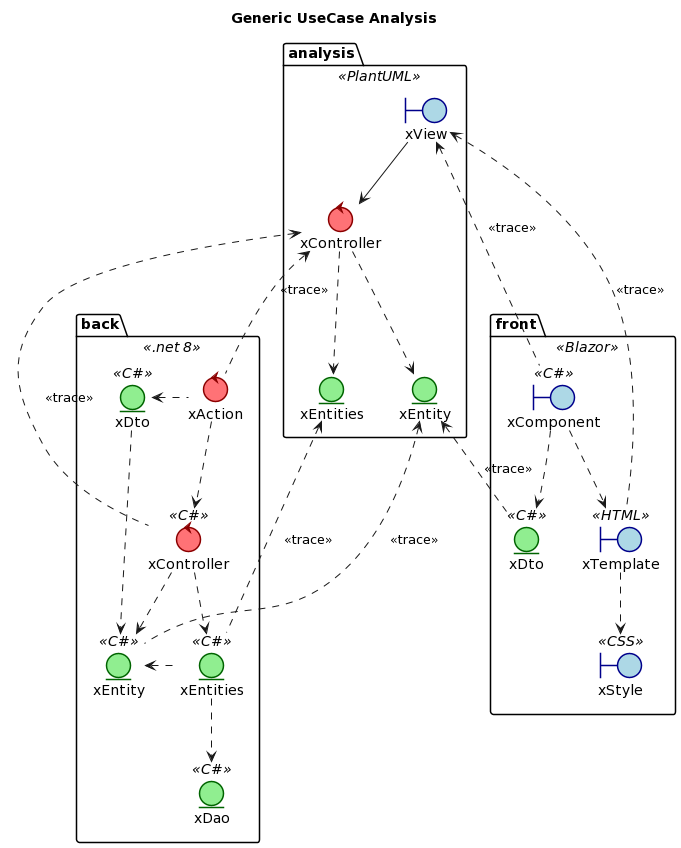 Generic UseCase Analysis
analysis
«PlantUML»
xView
«trace»
xController
«trace»
«trace»
back
front
«.net 8»
«Blazor»
«C#»
«C#»
«trace»
xDto
xAction
xEntities
xEntity
xComponent
«trace»
«C#»
«C#»
«HTML»
«trace»
«trace»
xController
xDto
xTemplate
«C#»
«C#»
«CSS»
xEntity
xEntities
xStyle
«C#»
xDao